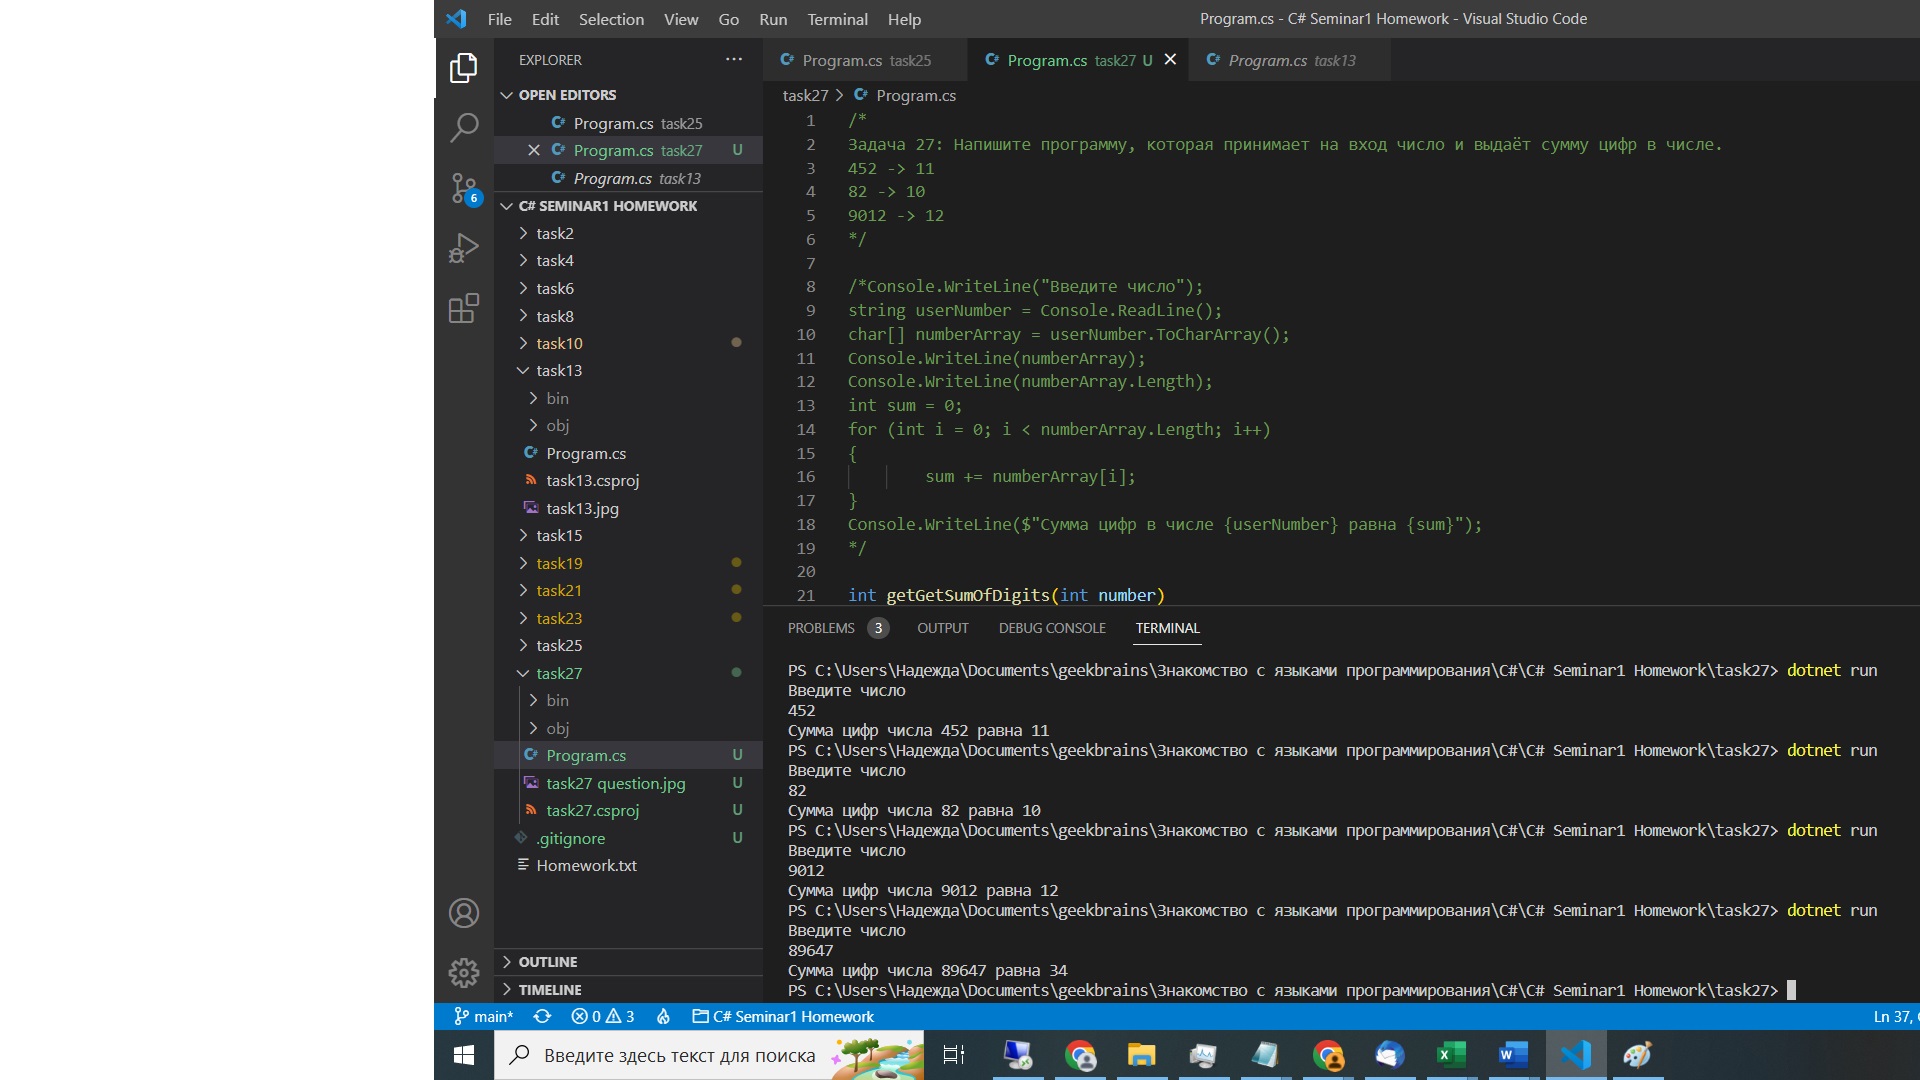 File Edit Selection View Go Run Terminal Help
Program.cs - C# Seminar1 Homework - Visual Studio Code
EXPLORER ...
OPEN EDITORS
Program.cs task25
Program.cs task27 U
Program.cs task13
C# SEMINAR1 HOMEWORK
task2
task4
task6
task8
task10
task13
bin
obj
Program.cs
task13.csproj
task13.jpg
task15
task19
task21
task23
task25
task27
bin
obj
Program.cs U
task27 question.jpg U
task27.csproj U
.gitignore U
Homework.txt
OUTLINE
TIMELINE
6
Program.cs task25 Program.cs task27 U Program.cs task13
task27 > Program.cs
1 /*
2 Задача 27: Напишите программу, которая принимает на вход число и выдаёт сумму цифр в числе.
3 452 -> 11
4 82 -> 10
5 9012 -> 12
6 */
7
8 /*Console.WriteLine("Введите число");
9 string userNumber = Console.ReadLine();
10 char[] numberArray = userNumber.ToCharArray();
11 Console.WriteLine(numberArray);
12 Console.WriteLine(numberArray.Length);
13 int sum = 0;
14 for (int i = 0; i < numberArray.Length; i++)
15 {
16 sum += numberArray[i];
17 }
18 Console.WriteLine($"Сумма цифр в числе {userNumber} равна {sum}");
19 */
20
21 int getGetSumOfDigits(int number)
PROBLEMS 3 OUTPUT DEBUG CONSOLE TERMINAL
PS C:\Users\Надежда\Documents\geekbrains\Знакомство с языками программирования\C#\C# Seminar1 Homework\task27> dotnet run
Введите число
452
Сумма цифр числа 452 равна 11
PS C:\Users\Надежда\Documents\geekbrains\Знакомство с языками программирования\C#\C# Seminar1 Homework\task27> dotnet run
Введите число
82
Сумма цифр числа 82 равна 10
PS C:\Users\Надежда\Documents\geekbrains\Знакомство с языками программирования\C#\C# Seminar1 Homework\task27> dotnet run
Введите число
9012
Сумма цифр числа 9012 равна 12
PS C:\Users\Надежда\Documents\geekbrains\Знакомство с языками программирования\C#\C# Seminar1 Homework\task27> dotnet run
Введите число
89647
Сумма цифр числа 89647 равна 34
PS C:\Users\Надежда\Documents\geekbrains\Знакомство с языками программирования\C#\C# Seminar1 Homework\task27>
main* 0 3 C# Seminar1 Homework Ln 37,
Введите здесь текст для поиска